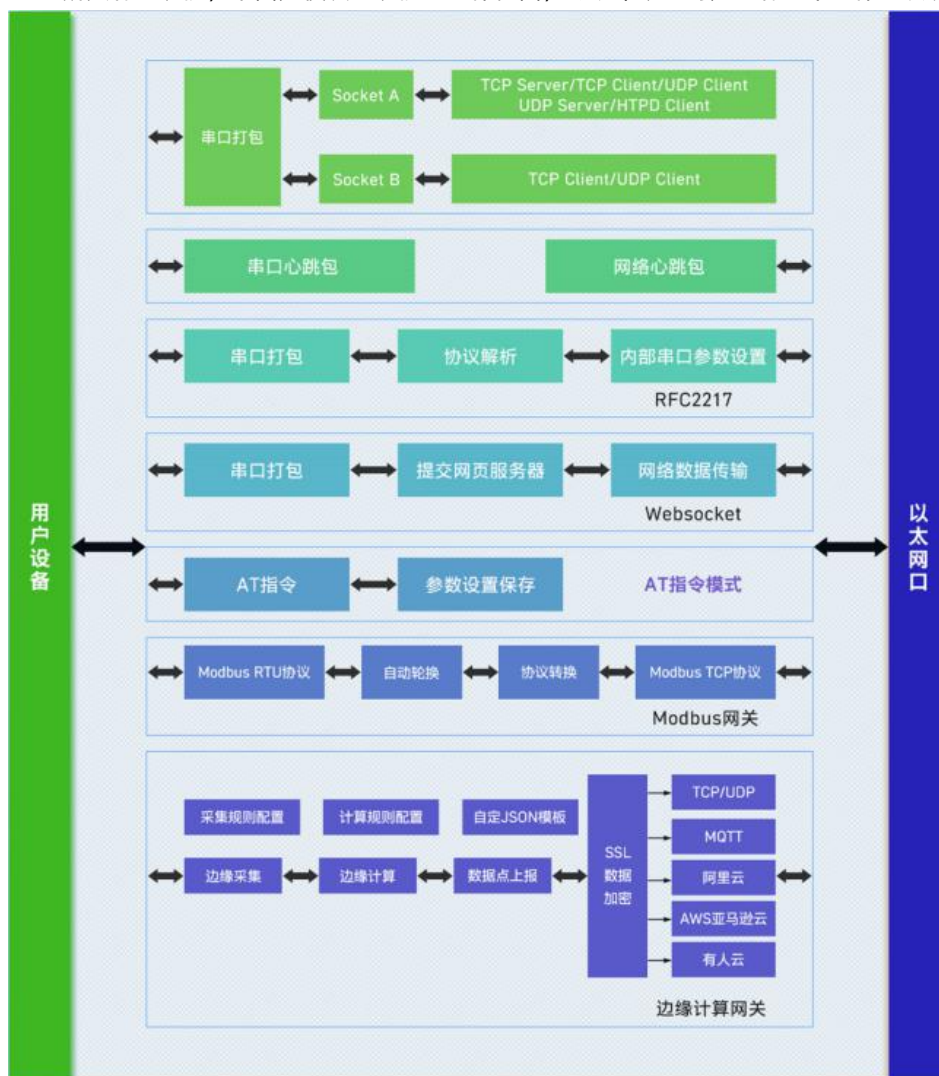 串口打包
Socket A
TCP Server/TCP Client/UDP Client
UDP Server/HTPD Client
Socket B
TCP Client/UDP Client
串口心跳包
网络心跳包
串口打包
协议解析
内部串口参数设置
RFC2217
串口打包
提交网页服务器
网络数据传输
Websocket
用户设备
以太网口
AT指令
参数设置保存
AT指令模式
Modbus RTU协议
自动轮换
协议转换
Modbus TCP协议
Modbus网关
采集规则配置
计算规则配置
自定JSON模板
边缘采集
边缘计算
数据点上报
SSL
数据
加密
TCP/UDP
MQTT
阿里云
AWS亚马逊云
有人云
边缘计算网关